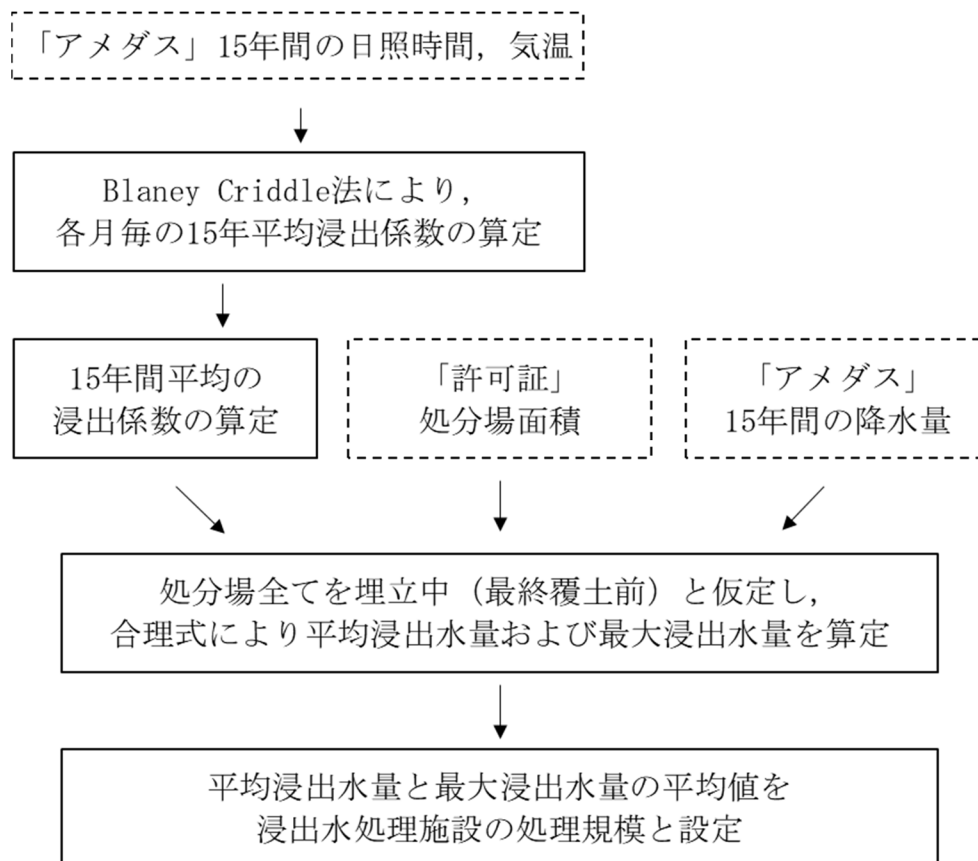 「アメダス」15年間の日照時間, 気温
Blaney Criddle法により,
各月毎の15年平均浸出係数の算定
15年間平均の
浸出係数の算定
「許可証」
処分場面積
「アメダス」
15年間の降水量
処分場全てを埋立中（最終覆土前）と仮定し,
合理式により平均浸出水量および最大浸出水量を算定
平均浸出水量と最大浸出水量の平均値を
浸出水処理施設の処理規模と設定